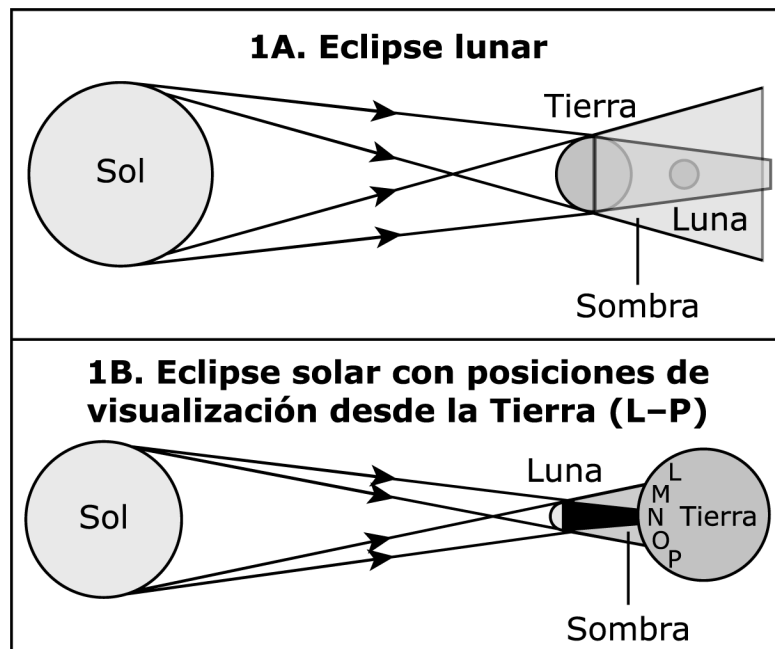 1A. Eclipse lunar
Tierra
Sol
Luna
Sombra
1B. Eclipse solar con posiciones de
visualización desde la Tierra (L–P)
Luna
L
M
Sol
N
Tierra
O
P
Sombra